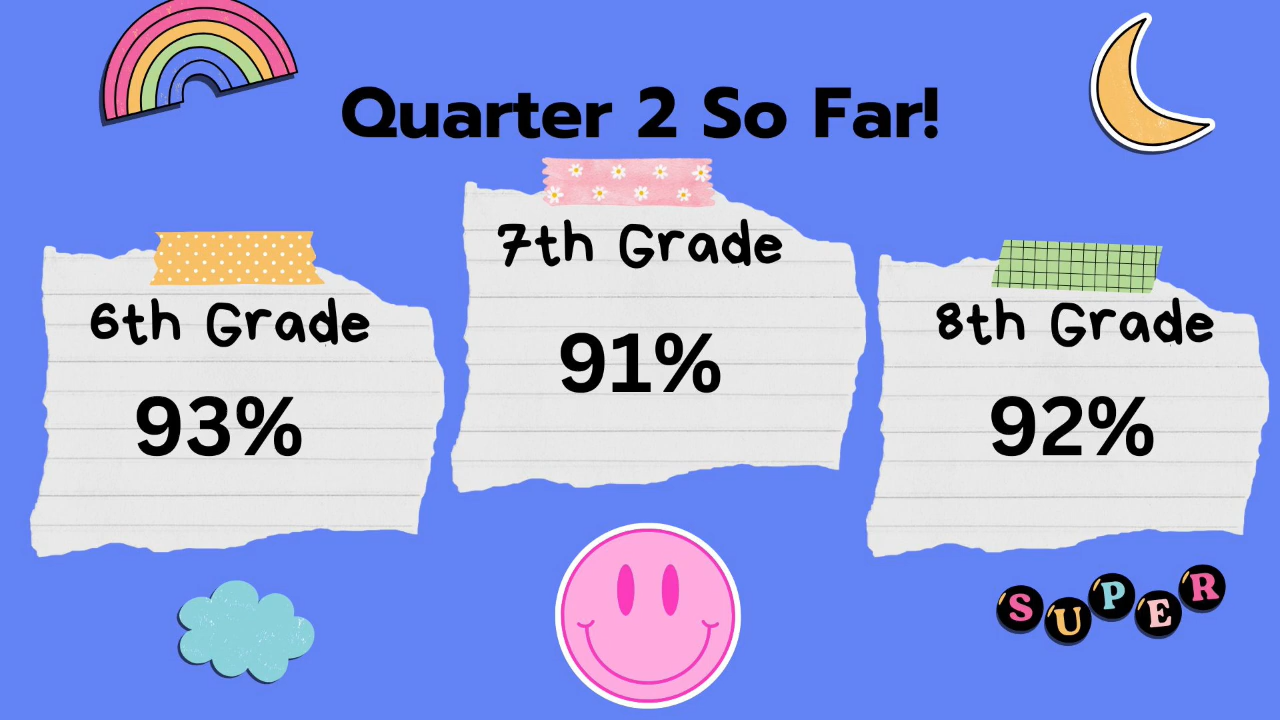 Quarter 2 So Far!
6th Grade
93%
7th Grade
91%
8th Grade
92%
SUPER